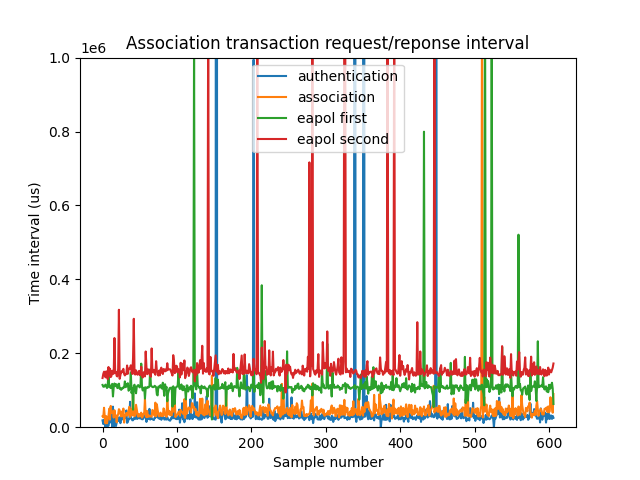 Association transaction request/reponse interval
1e6
1.0
0.8
0.6
0.4
0.2
0.0
Time interval (us)
authentication
association
eapol first
eapol second
0 100 200 300 400 500 600
Sample number